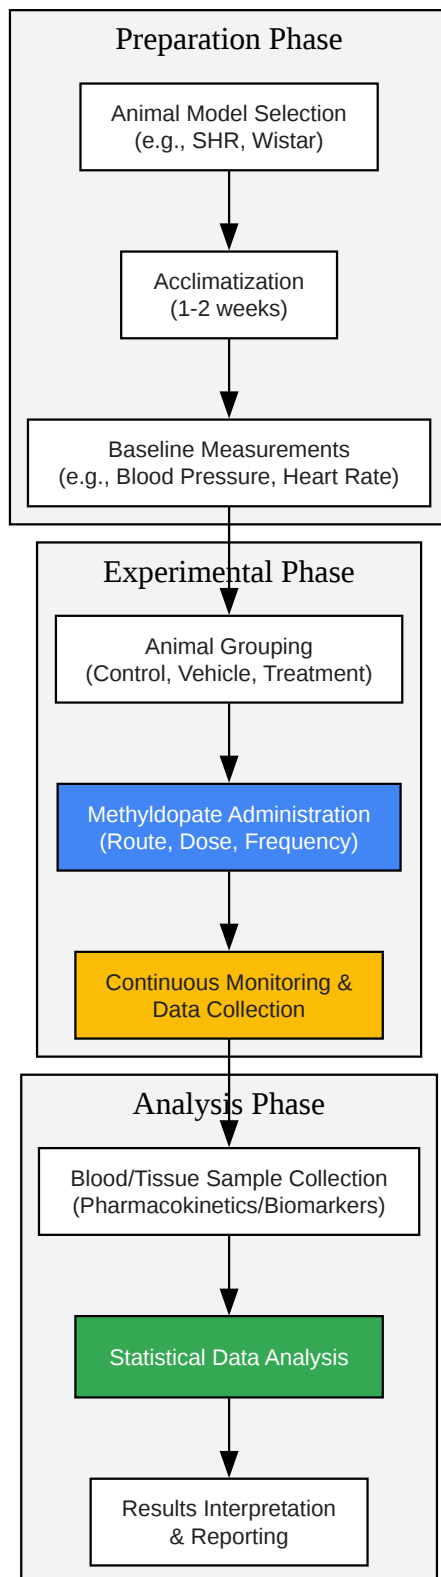 Preparation Phase
Animal Model Selection
(e.g., SHR, Wistar)
Acclimatization
(1-2 weeks)
Baseline Measurements
(e.g., Blood Pressure, Heart Rate)
Experimental Phase
Animal Grouping
(Control, Vehicle, Treatment)
Methyldopate Administration
(Route, Dose, Frequency)
Continuous Monitoring &
Data Collection
Analysis Phase
Blood/Tissue Sample Collection
(Pharmacokinetics/Biomarkers)
Statistical Data Analysis
Results Interpretation
& Reporting